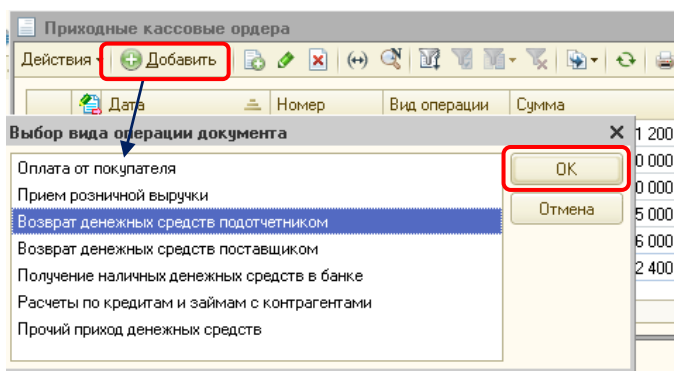 Приходные кассовые ордера
Действия Добавить
Дата Номер Вид операции Сумма
Выбор вида операции документа
1 200
Оплата от покупателя
OK
0 000
Прием розничной выручки
0 000
Возврат денежных средств подотчетником
Отмена
5 000
Возврат денежных средств поставщиком
6 000
Получение наличных денежных средств в банке
2 400
Расчеты по кредитам и займам с контрагентами
Прочий приход денежных средств